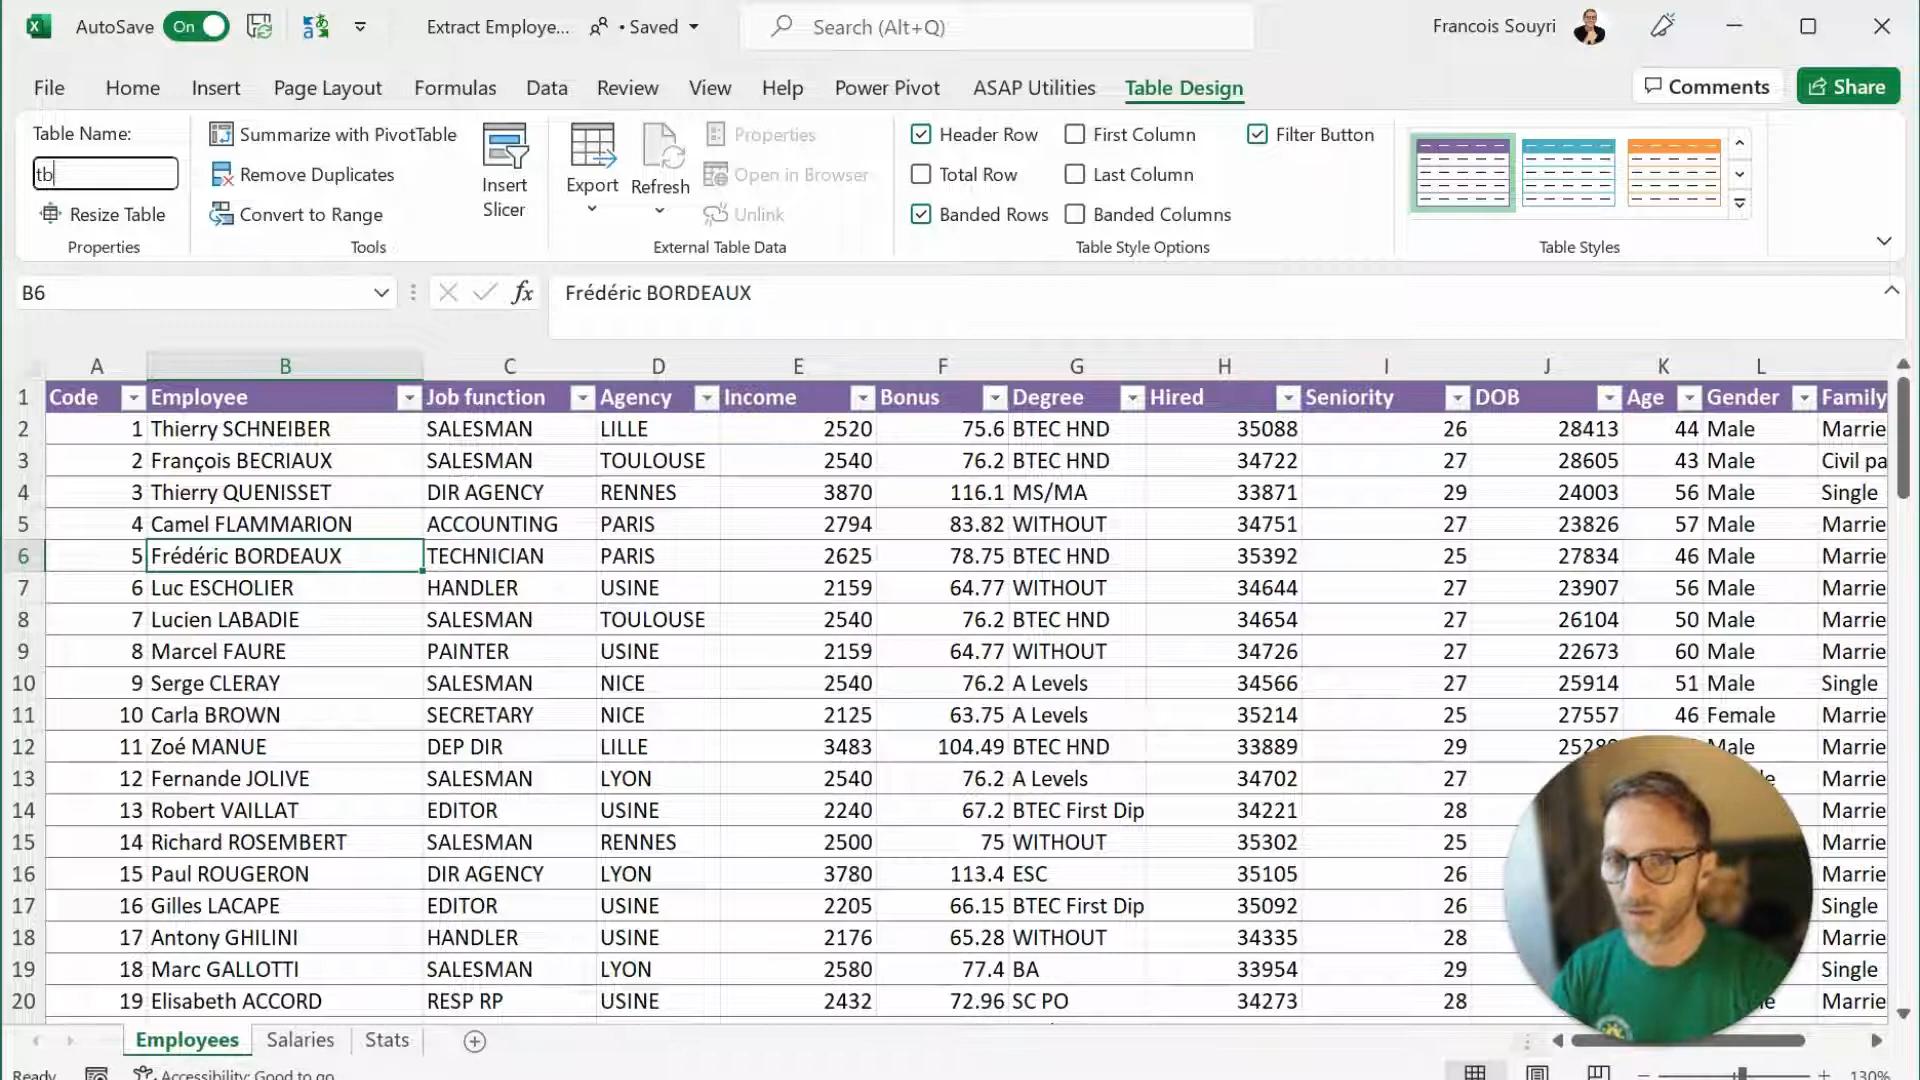 AutoSave On Extract Employe... • Saved Search (Alt+Q) Francois Souyri
File Home Insert Page Layout Formulas Data Review View Help Power Pivot ASAP Utilities Table Design Comments Share
Table Name:
tb
Resize Table
Properties
Summarize with PivotTable
Remove Duplicates
Convert to Range
Tools
Insert
Slicer
Export
Refresh
Properties
Open in Browser
Unlink
External Table Data
Header Row First Column Filter Button
Total Row Last Column
Banded Rows Banded Columns
Table Style Options
Table Styles
B6 fx Frédéric BORDEAUX
A B C D E F G H I J K L
1 Code Employee Job function Agency Income Bonus Degree Hired Seniority DOB Age Gender Family
2 1 Thierry SCHNEIBER SALESMAN LILLE 2520 75.6 BTEC HND 35088 26 28413 44 Male Marrie
3 2 François BECRIAUX SALESMAN TOULOUSE 2540 76.2 BTEC HND 34722 27 28605 43 Male Civil pa
4 3 Thierry QUENISSET DIR AGENCY RENNES 3870 116.1 MS/MA 33871 29 24003 56 Male Single
5 4 Camel FLAMMARION ACCOUNTING PARIS 2794 83.82 WITHOUT 34751 27 23826 57 Male Marrie
6 5 Frédéric BORDEAUX TECHNICIAN PARIS 2625 78.75 BTEC HND 35392 25 27834 46 Male Marrie
7 6 Luc ESCHOLIER HANDLER USINE 2159 64.77 WITHOUT 34644 27 23907 56 Male Marrie
8 7 Lucien LABADIE SALESMAN TOULOUSE 2540 76.2 BTEC HND 34654 27 26104 50 Male Marrie
9 8 Marcel FAURE PAINTER USINE 2159 64.77 WITHOUT 34726 27 22673 60 Male Marrie
10 9 Serge CLERAY SALESMAN NICE 2540 76.2 A Levels 34566 27 25914 51 Male Single
11 10 Carla BROWN SECRETARY NICE 2125 63.75 A Levels 35214 25 27557 46 Female Marrie
12 11 Zoé MANUE DEP DIR LILLE 3483 104.49 BTEC HND 33889 29 Male Marrie
13 12 Fernande JOLIVE SALESMAN LYON 2540 76.2 A Levels 34702 27 Marrie
14 13 Robert VAILLAT EDITOR USINE 2240 67.2 BTEC First Dip 34221 28 Marrie
15 14 Richard ROSEMBERT SALESMAN RENNES 2500 75 WITHOUT 35302 25 Marrie
16 15 Paul ROUGERON DIR AGENCY LYON 3780 113.4 ESC 35105 26 Marrie
17 16 Gilles LACAPE EDITOR USINE 2205 66.15 BTEC First Dip 35092 26 Single
18 17 Antony GHILINI HANDLER USINE 2176 65.28 WITHOUT 34335 28 Marrie
19 18 Marc GALLOTTI SALESMAN LYON 2580 77.4 BA 33954 29 Single
20 19 Elisabeth ACCORD RESP RP USINE 2432 72.96 SC PO 34273 28 Marrie
Employees Salaries Stats
Ready Accessibility: Good to go 130%